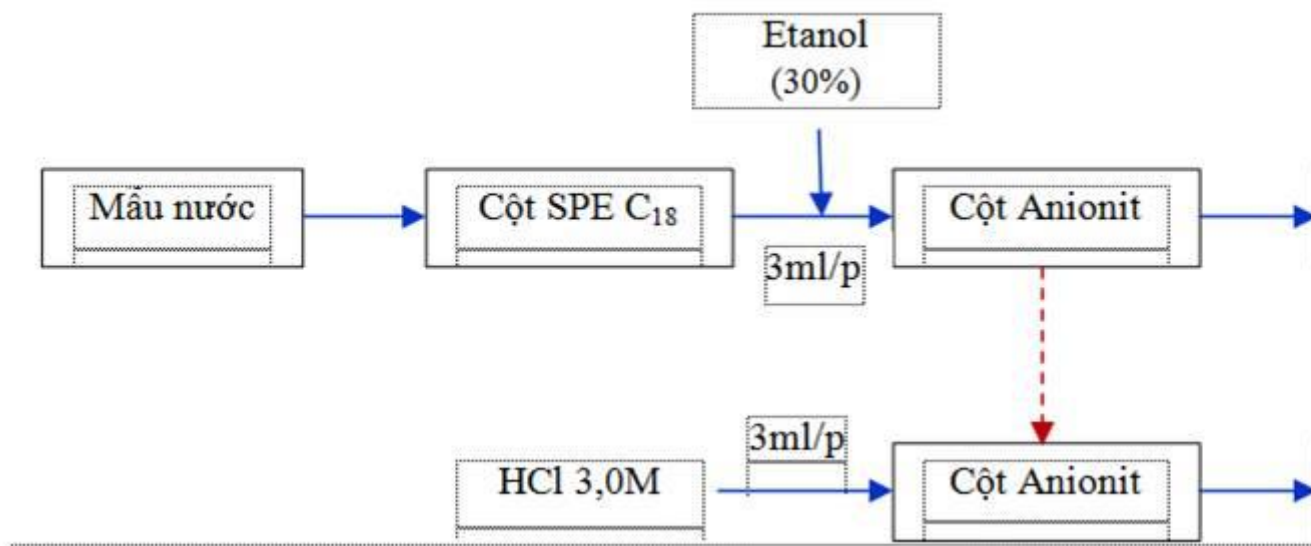 Etanol
(30%)
Mẫu nước
Cột SPE C₁₈
3ml/p
Cột Anionit
HCl 3,0M
3ml/p
Cột Anionit